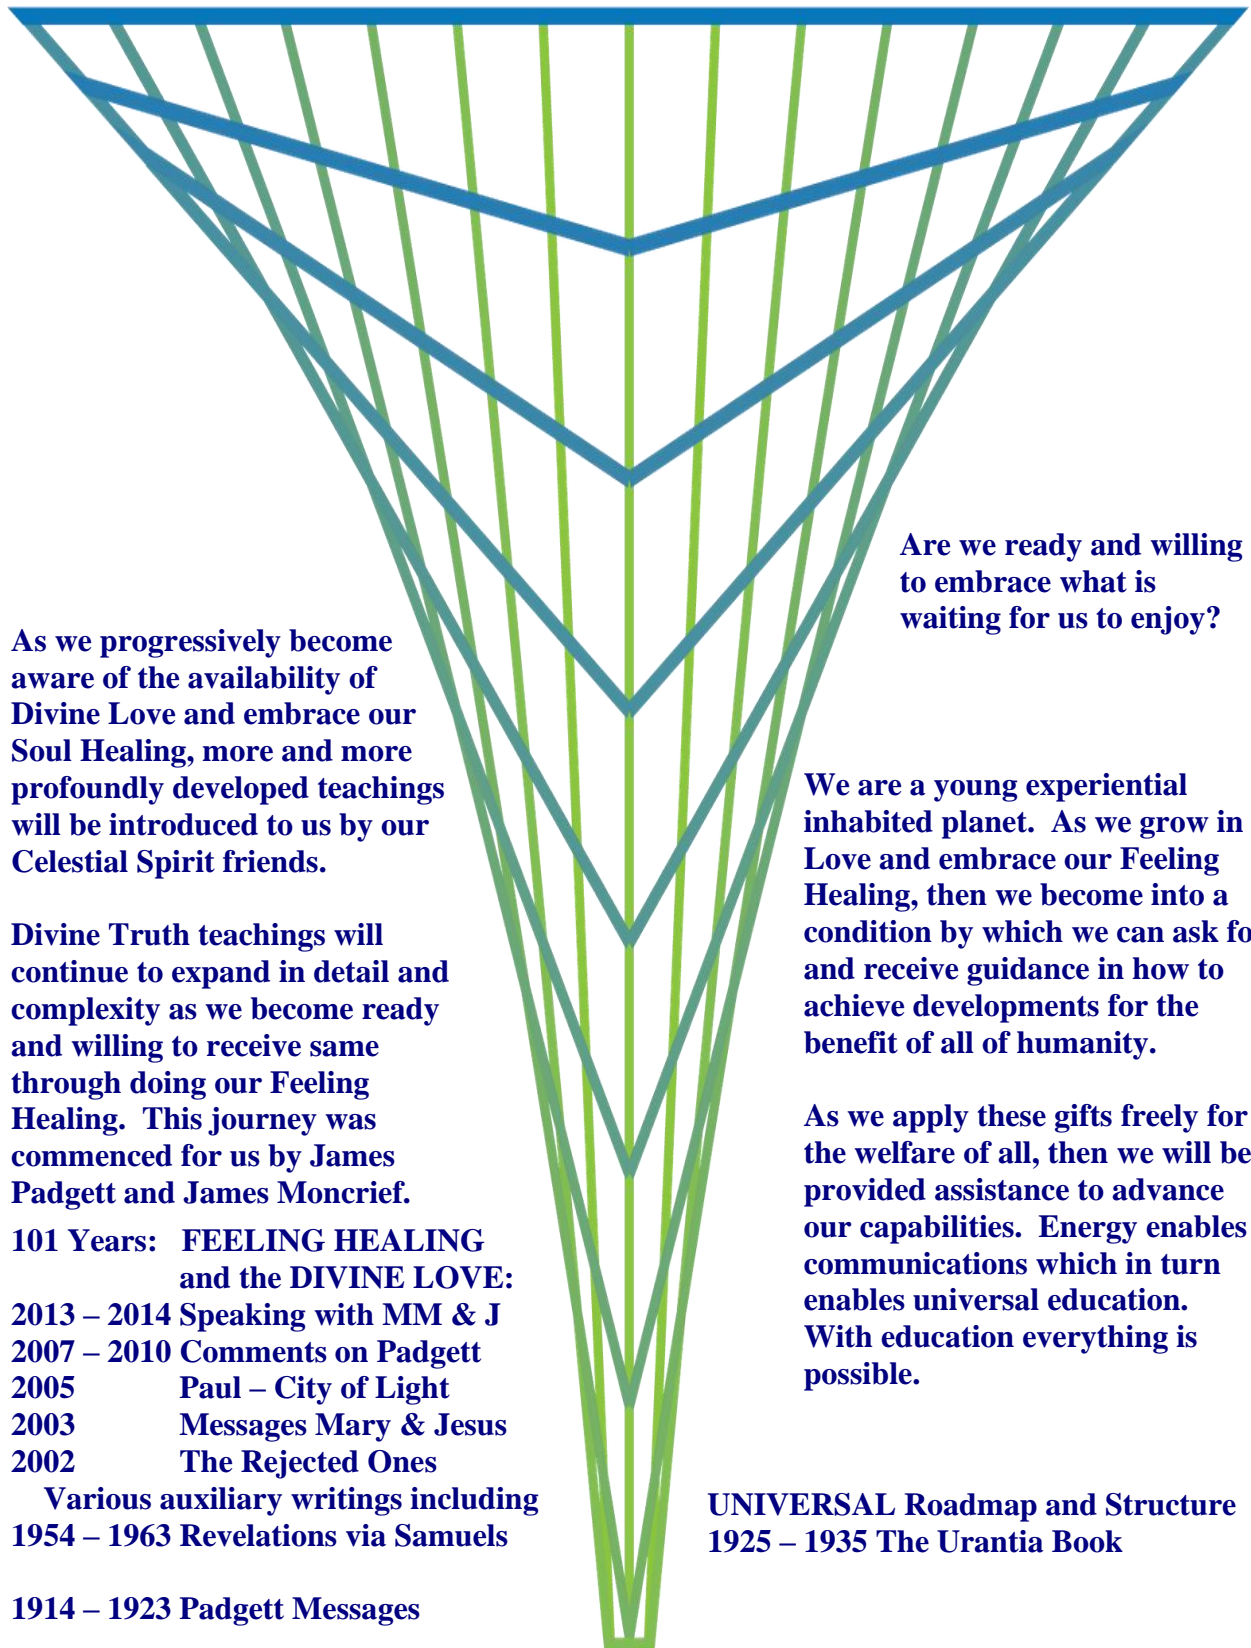 Are we ready and willing
to embrace what is
waiting for us to enjoy?
As we progressively become
aware of the availability of
Divine Love and embrace our
Soul Healing, more and more
profoundly developed teachings
will be introduced to us by our
Celestial Spirit friends.
Divine Truth teachings will
continue to expand in detail and
complexity as we become ready
and willing to receive same
through doing our Feeling
Healing. This journey was
commenced for us by James
Padgett and James Moncrief.
We are a young experiential
inhabited planet. As we grow in
Love and embrace our Feeling
Healing, then we become into a
condition by which we can ask fo
and receive guidance in how to
achieve developments for the
benefit of all of humanity.
As we apply these gifts freely for
the welfare of all, then we will be
provided assistance to advance
our capabilities. Energy enables
communications which in turn
enables universal education.
With education everything is
possible.
101 Years: FEELING HEALING
and the DIVINE LOVE:
2013 – 2014 Speaking with MM & J
2007 – 2010 Comments on Padgett
2005 Paul – City of Light
2003 Messages Mary & Jesus
2002 The Rejected Ones
Various auxiliary writings including
1954 – 1963 Revelations via Samuels
1914 – 1923 Padgett Messages
UNIVERSAL Roadmap and Structure
1925 – 1935 The Urantia Book